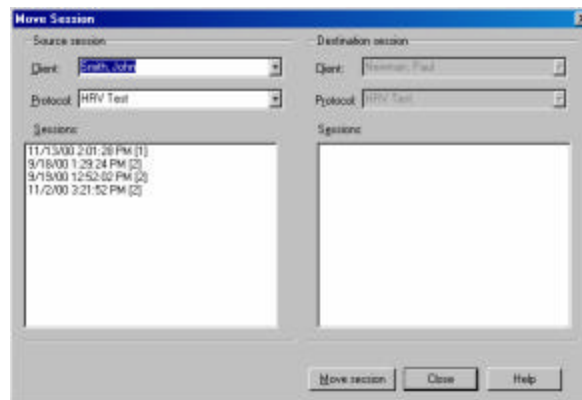 Move Session
Source session
Client: Smith, John
Protocol: HRV Test
Sessions:
11/13/00 2:01:28 PM [1]
9/18/00 1:29:24 PM [2]
9/19/00 12:52:02 PM [2]
11/2/00 3:21:52 PM [2]
Destination session
Client: Newman, Paul
Protocol: HRV Test
Sessions:
Move session
Close
Help